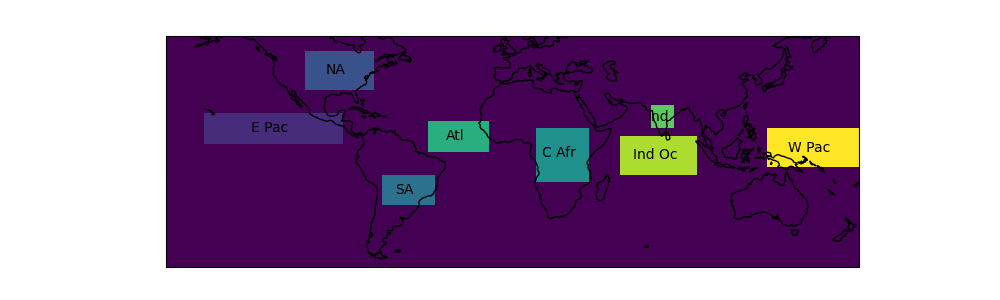 NA
Ind
E Pac
Atl
W Pac
C Afr
Ind Oc
SA